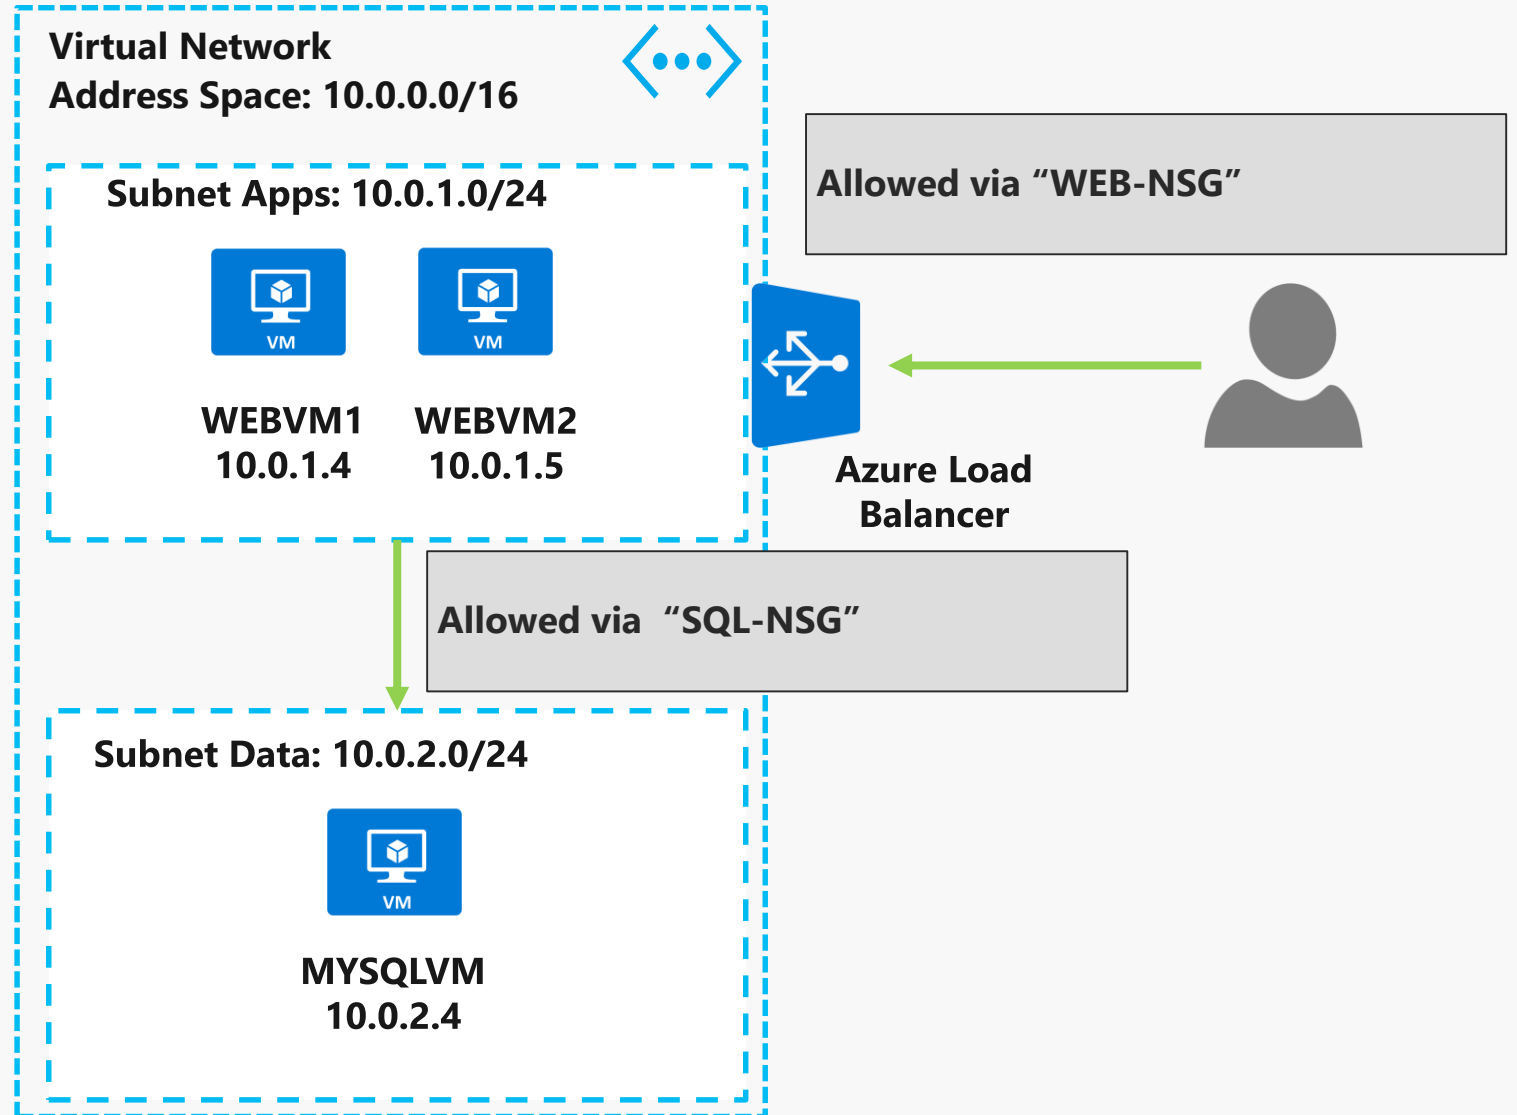 Virtual Network
Address Space: 10.0.0.0/16
Allowed via “WEB-NSG”
Subnet Apps: 10.0.1.0/24
VM
VM
WEBVM1
10.0.1.4
WEBVM2
10.0.1.5
Azure Load
Balancer
Allowed via “SQL-NSG”
Subnet Data: 10.0.2.0/24
VM
MYSQLVM
10.0.2.4